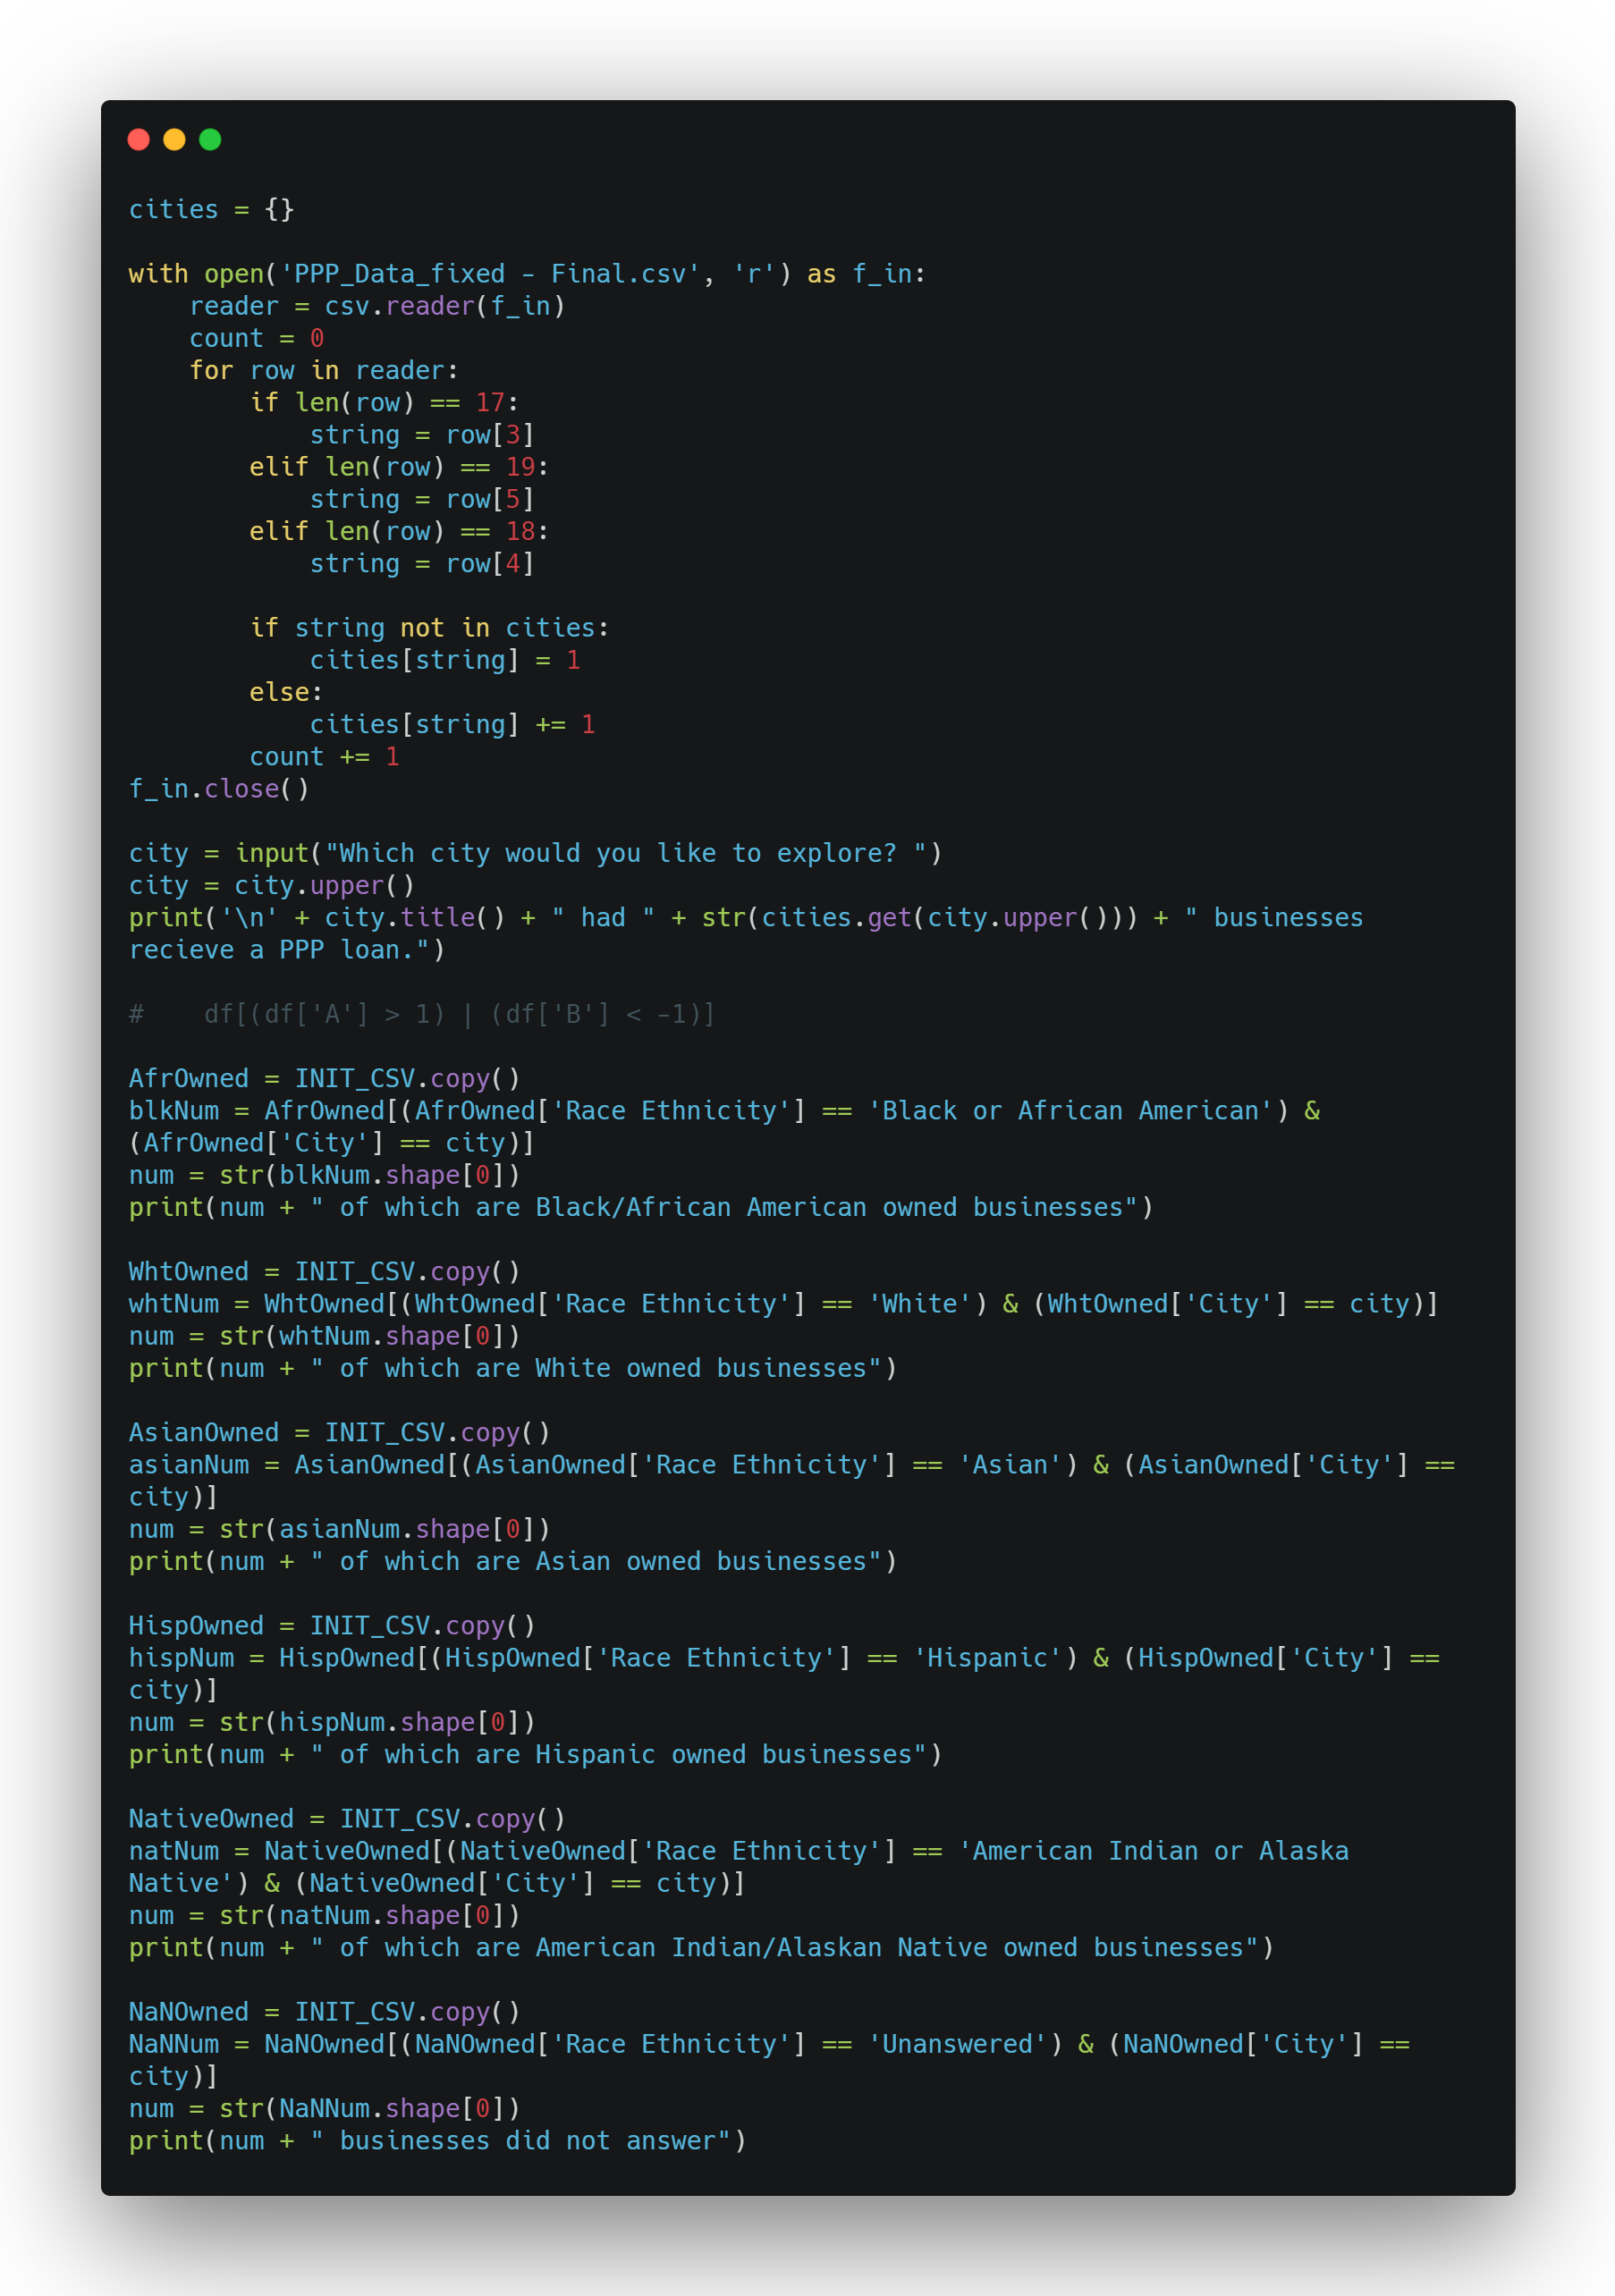 cities = {}

with open('PPP_Data_fixed - Final.csv', 'r') as f_in:
    reader = csv.reader(f_in)
    count = 0
    for row in reader:
        if len(row) == 17:
            string = row[3]
        elif len(row) == 19:
            string = row[5]
        elif len(row) == 18:
            string = row[4]

        if string not in cities:
            cities[string] = 1
        else:
            cities[string] += 1
        count += 1
f_in.close()

city = input("Which city would you like to explore? ")
city = city.upper()
print('\n' + city.title() + " had " + str(cities.get(city.upper())) + " businesses
recieve a PPP loan.")

#    df[(df['A'] > 1) | (df['B'] < -1)]

AfrOwned = INIT_CSV.copy()
blkNum = AfrOwned[(AfrOwned['Race Ethnicity'] == 'Black or African American') &
(AfrOwned['City'] == city)]
num = str(blkNum.shape[0])
print(num + " of which are Black/African American owned businesses")

WhtOwned = INIT_CSV.copy()
whtNum = WhtOwned[(WhtOwned['Race Ethnicity'] == 'White') & (WhtOwned['City'] == city)]
num = str(whtNum.shape[0])
print(num + " of which are White owned businesses")

AsianOwned = INIT_CSV.copy()
asianNum = AsianOwned[(AsianOwned['Race Ethnicity'] == 'Asian') & (AsianOwned['City'] ==
city)]
num = str(asianNum.shape[0])
print(num + " of which are Asian owned businesses")

HispOwned = INIT_CSV.copy()
hispNum = HispOwned[(HispOwned['Race Ethnicity'] == 'Hispanic') & (HispOwned['City'] ==
city)]
num = str(hispNum.shape[0])
print(num + " of which are Hispanic owned businesses")

NativeOwned = INIT_CSV.copy()
natNum = NativeOwned[(NativeOwned['Race Ethnicity'] == 'American Indian or Alaska
Native') & (NativeOwned['City'] == city)]
num = str(natNum.shape[0])
print(num + " of which are American Indian/Alaskan Native owned businesses")

NaNOwned = INIT_CSV.copy()
NaNNum = NaNOwned[(NaNOwned['Race Ethnicity'] == 'Unanswered') & (NaNOwned['City'] ==
city)]
num = str(NaNNum.shape[0])
print(num + " businesses did not answer")